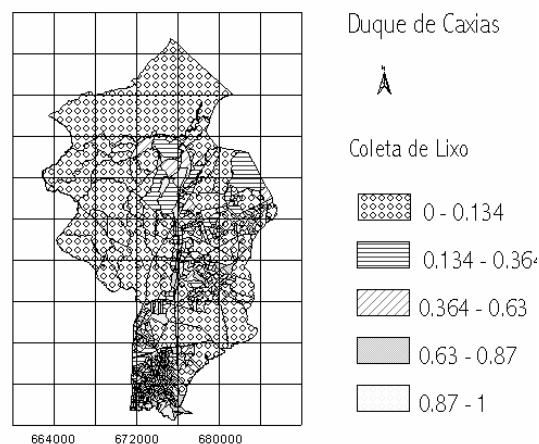 Duque de Caxias
N
Coleta de Lixo
0 - 0.134
0.134 - 0.364
0.364 - 0.63
0.63 - 0.87
0.87 - 1
664000 672000 680000